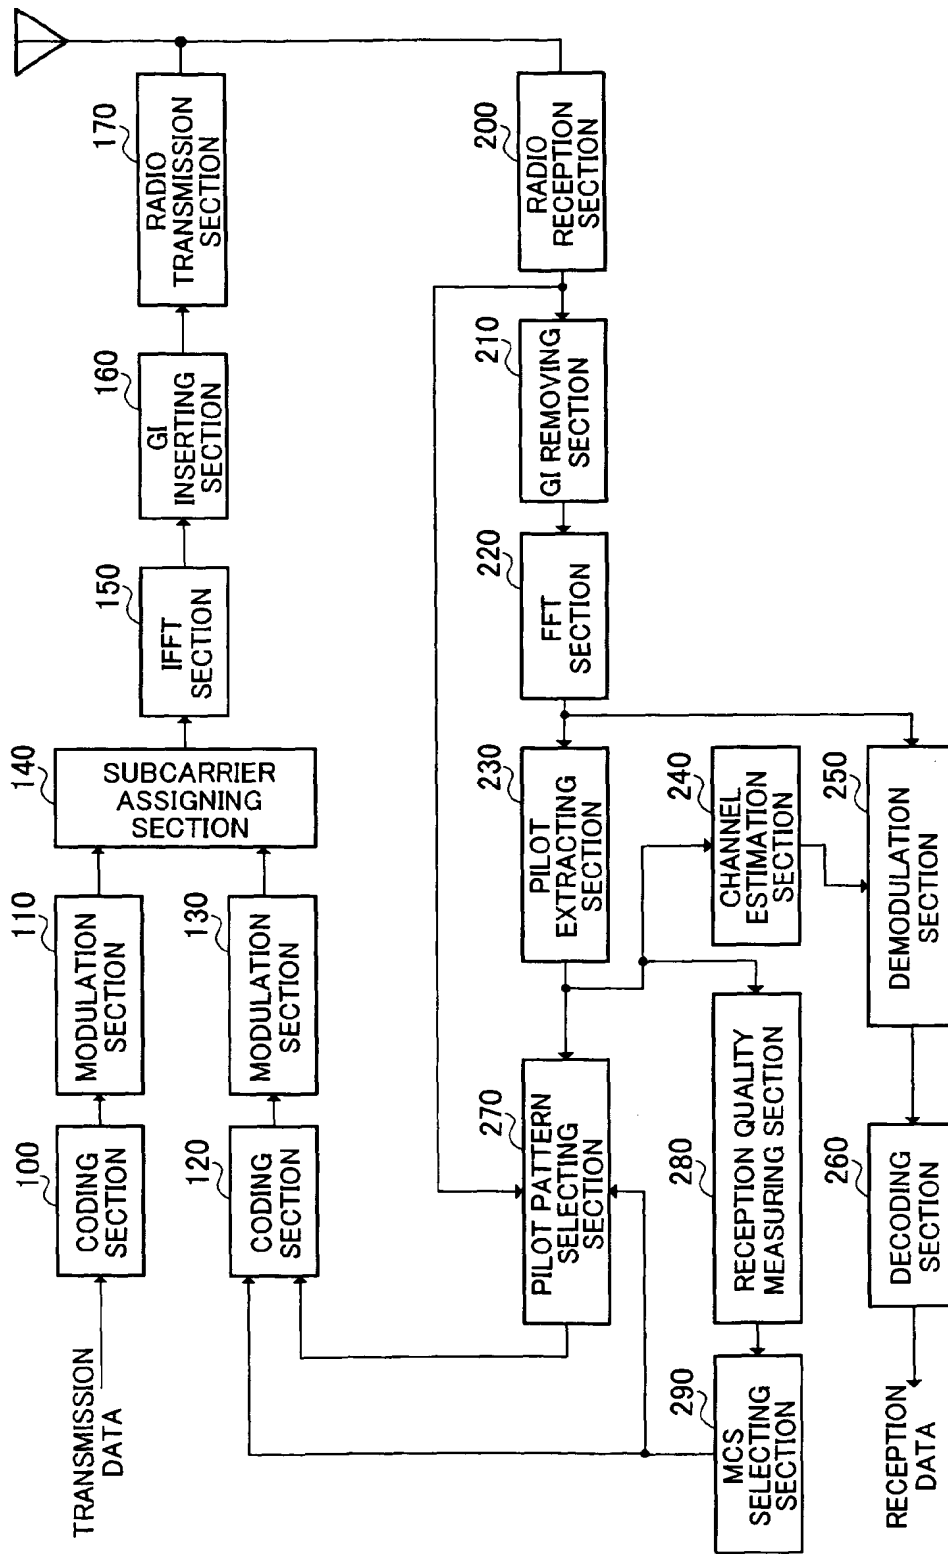 TRANSMISSION
DATA
100
CODING
SECTION
110
MODULATION
SECTION
120
CODING
SECTION
130
MODULATION
SECTION
140
SUBCARRIER
ASSIGNING
SECTION
150
IFFT
SECTION
160
GI
INSERTING
SECTION
170
RADIO
TRANSMISSION
SECTION
200
RADIO
RECEPTION
SECTION
210
GI REMOVING
SECTION
220
FFT
SECTION
230
PILOT
EXTRACTING
SECTION
240
CHANNEL
ESTIMATION
SECTION
250
DEMODULATION
SECTION
260
DECODING
SECTION
RECEPTION
DATA
270
PILOT PATTERN
SELECTING
SECTION
280
RECEPTION QUALITY
MEASURING SECTION
290
MCS
SELECTING
SECTION